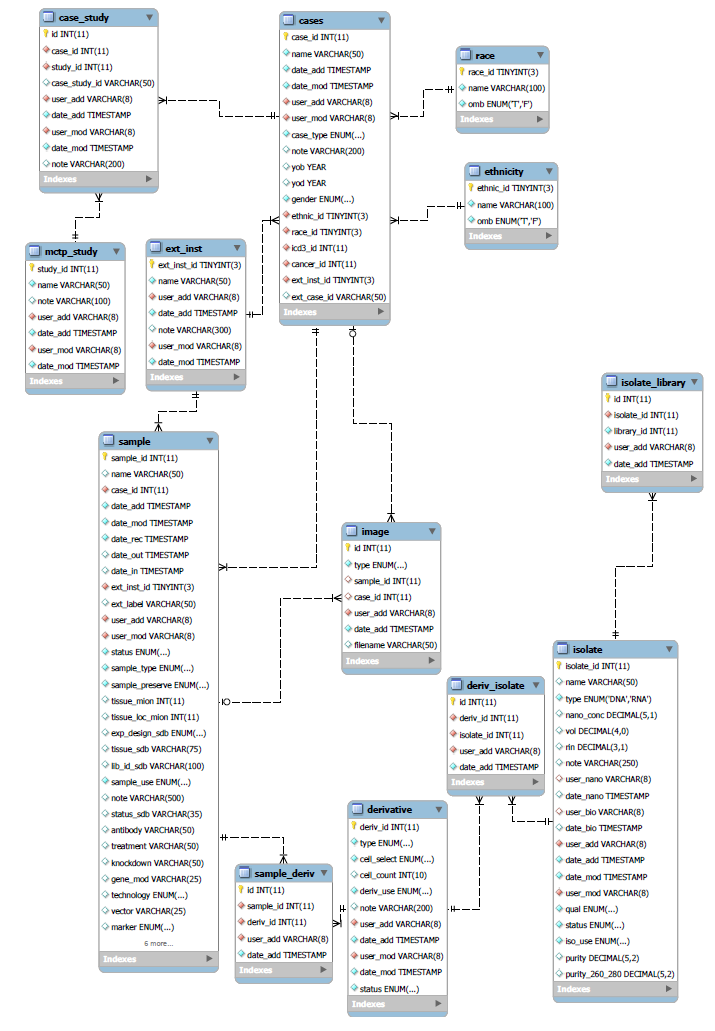 case_study
id INT(11)
case_id INT(11)
study_id INT(11)
case_study_id VARCHAR(50)
user_add VARCHAR(8)
date_add TIMESTAMP
user_mod VARCHAR(8)
date_mod TIMESTAMP
note VARCHAR(200)
Indexes
cases
case_id INT(11)
name VARCHAR(50)
date_add TIMESTAMP
date_mod TIMESTAMP
user_add VARCHAR(8)
user_mod VARCHAR(8)
case_type ENUM(...)
note VARCHAR(200)
yob YEAR
yod YEAR
gender ENUM(...)
ethnic_id TINYINT(3)
race_id TINYINT(3)
icd3_id INT(11)
cancer_id INT(11)
ext_inst_id TINYINT(3)
ext_case_id VARCHAR(50)
Indexes
race
race_id TINYINT(3)
name VARCHAR(100)
omb ENUM('T','F')
Indexes
ethnicity
ethnic_id TINYINT(3)
name VARCHAR(100)
omb ENUM('T','F')
Indexes
mctp_study
study_id INT(11)
name VARCHAR(50)
note VARCHAR(100)
user_add VARCHAR(8)
date_add TIMESTAMP
user_mod VARCHAR(8)
date_mod TIMESTAMP
Indexes
ext_inst
ext_inst_id TINYINT(3)
name VARCHAR(50)
user_add VARCHAR(8)
date_add TIMESTAMP
note VARCHAR(300)
user_mod VARCHAR(8)
date_mod TIMESTAMP
Indexes
isolate_library
id INT(11)
isolate_id INT(11)
library_id INT(11)
user_add VARCHAR(8)
date_add TIMESTAMP
Indexes
sample
sample_id INT(11)
name VARCHAR(50)
case_id INT(11)
date_add TIMESTAMP
date_mod TIMESTAMP
date_rec TIMESTAMP
date_out TIMESTAMP
date_in TIMESTAMP
ext_inst_id TINYINT(3)
ext_label VARCHAR(50)
user_add VARCHAR(8)
user_mod VARCHAR(8)
status ENUM(...)
sample_type ENUM(...)
sample_preserve ENUM(...)
tissue_mion INT(11)
tissue_loc_mion INT(11)
exp_design_sdb ENUM(...)
tissue_sdb VARCHAR(75)
lib_id_sdb VARCHAR(100)
sample_use ENUM(...)
note VARCHAR(500)
status_sdb VARCHAR(35)
antibody VARCHAR(50)
treatment VARCHAR(50)
knockdown VARCHAR(50)
gene_mod VARCHAR(25)
technology ENUM(...)
vector VARCHAR(25)
marker ENUM(...)
6 more...
Indexes
image
id INT(11)
type ENUM(...)
sample_id INT(11)
case_id INT(11)
user_add VARCHAR(8)
date_add TIMESTAMP
filename VARCHAR(50)
Indexes
isolate
isolate_id INT(11)
name VARCHAR(50)
type ENUM('DNA','RNA')
nano_conc DECIMAL(5,1)
vol DECIMAL(4,0)
rin DECIMAL(3,1)
note VARCHAR(250)
user_nano VARCHAR(8)
date_nano TIMESTAMP
user_bio VARCHAR(8)
date_bio TIMESTAMP
user_add VARCHAR(8)
date_add TIMESTAMP
date_mod TIMESTAMP
user_mod VARCHAR(8)
qual ENUM(...)
status ENUM(...)
iso_use ENUM(...)
purity DECIMAL(5,2)
purity_260_280 DECIMAL(5,2)
Indexes
deriv_isolate
id INT(11)
deriv_id INT(11)
isolate_id INT(11)
user_add VARCHAR(8)
date_add TIMESTAMP
Indexes
derivative
deriv_id INT(11)
type ENUM(...)
cell_select ENUM(...)
cell_count INT(10)
deriv_use ENUM(...)
note VARCHAR(200)
user_add VARCHAR(8)
date_add TIMESTAMP
user_mod VARCHAR(8)
date_mod TIMESTAMP
status ENUM(...)
Indexes
sample_deriv
id INT(11)
sample_id INT(11)
deriv_id INT(11)
user_add VARCHAR(8)
date_add TIMESTAMP
Indexes